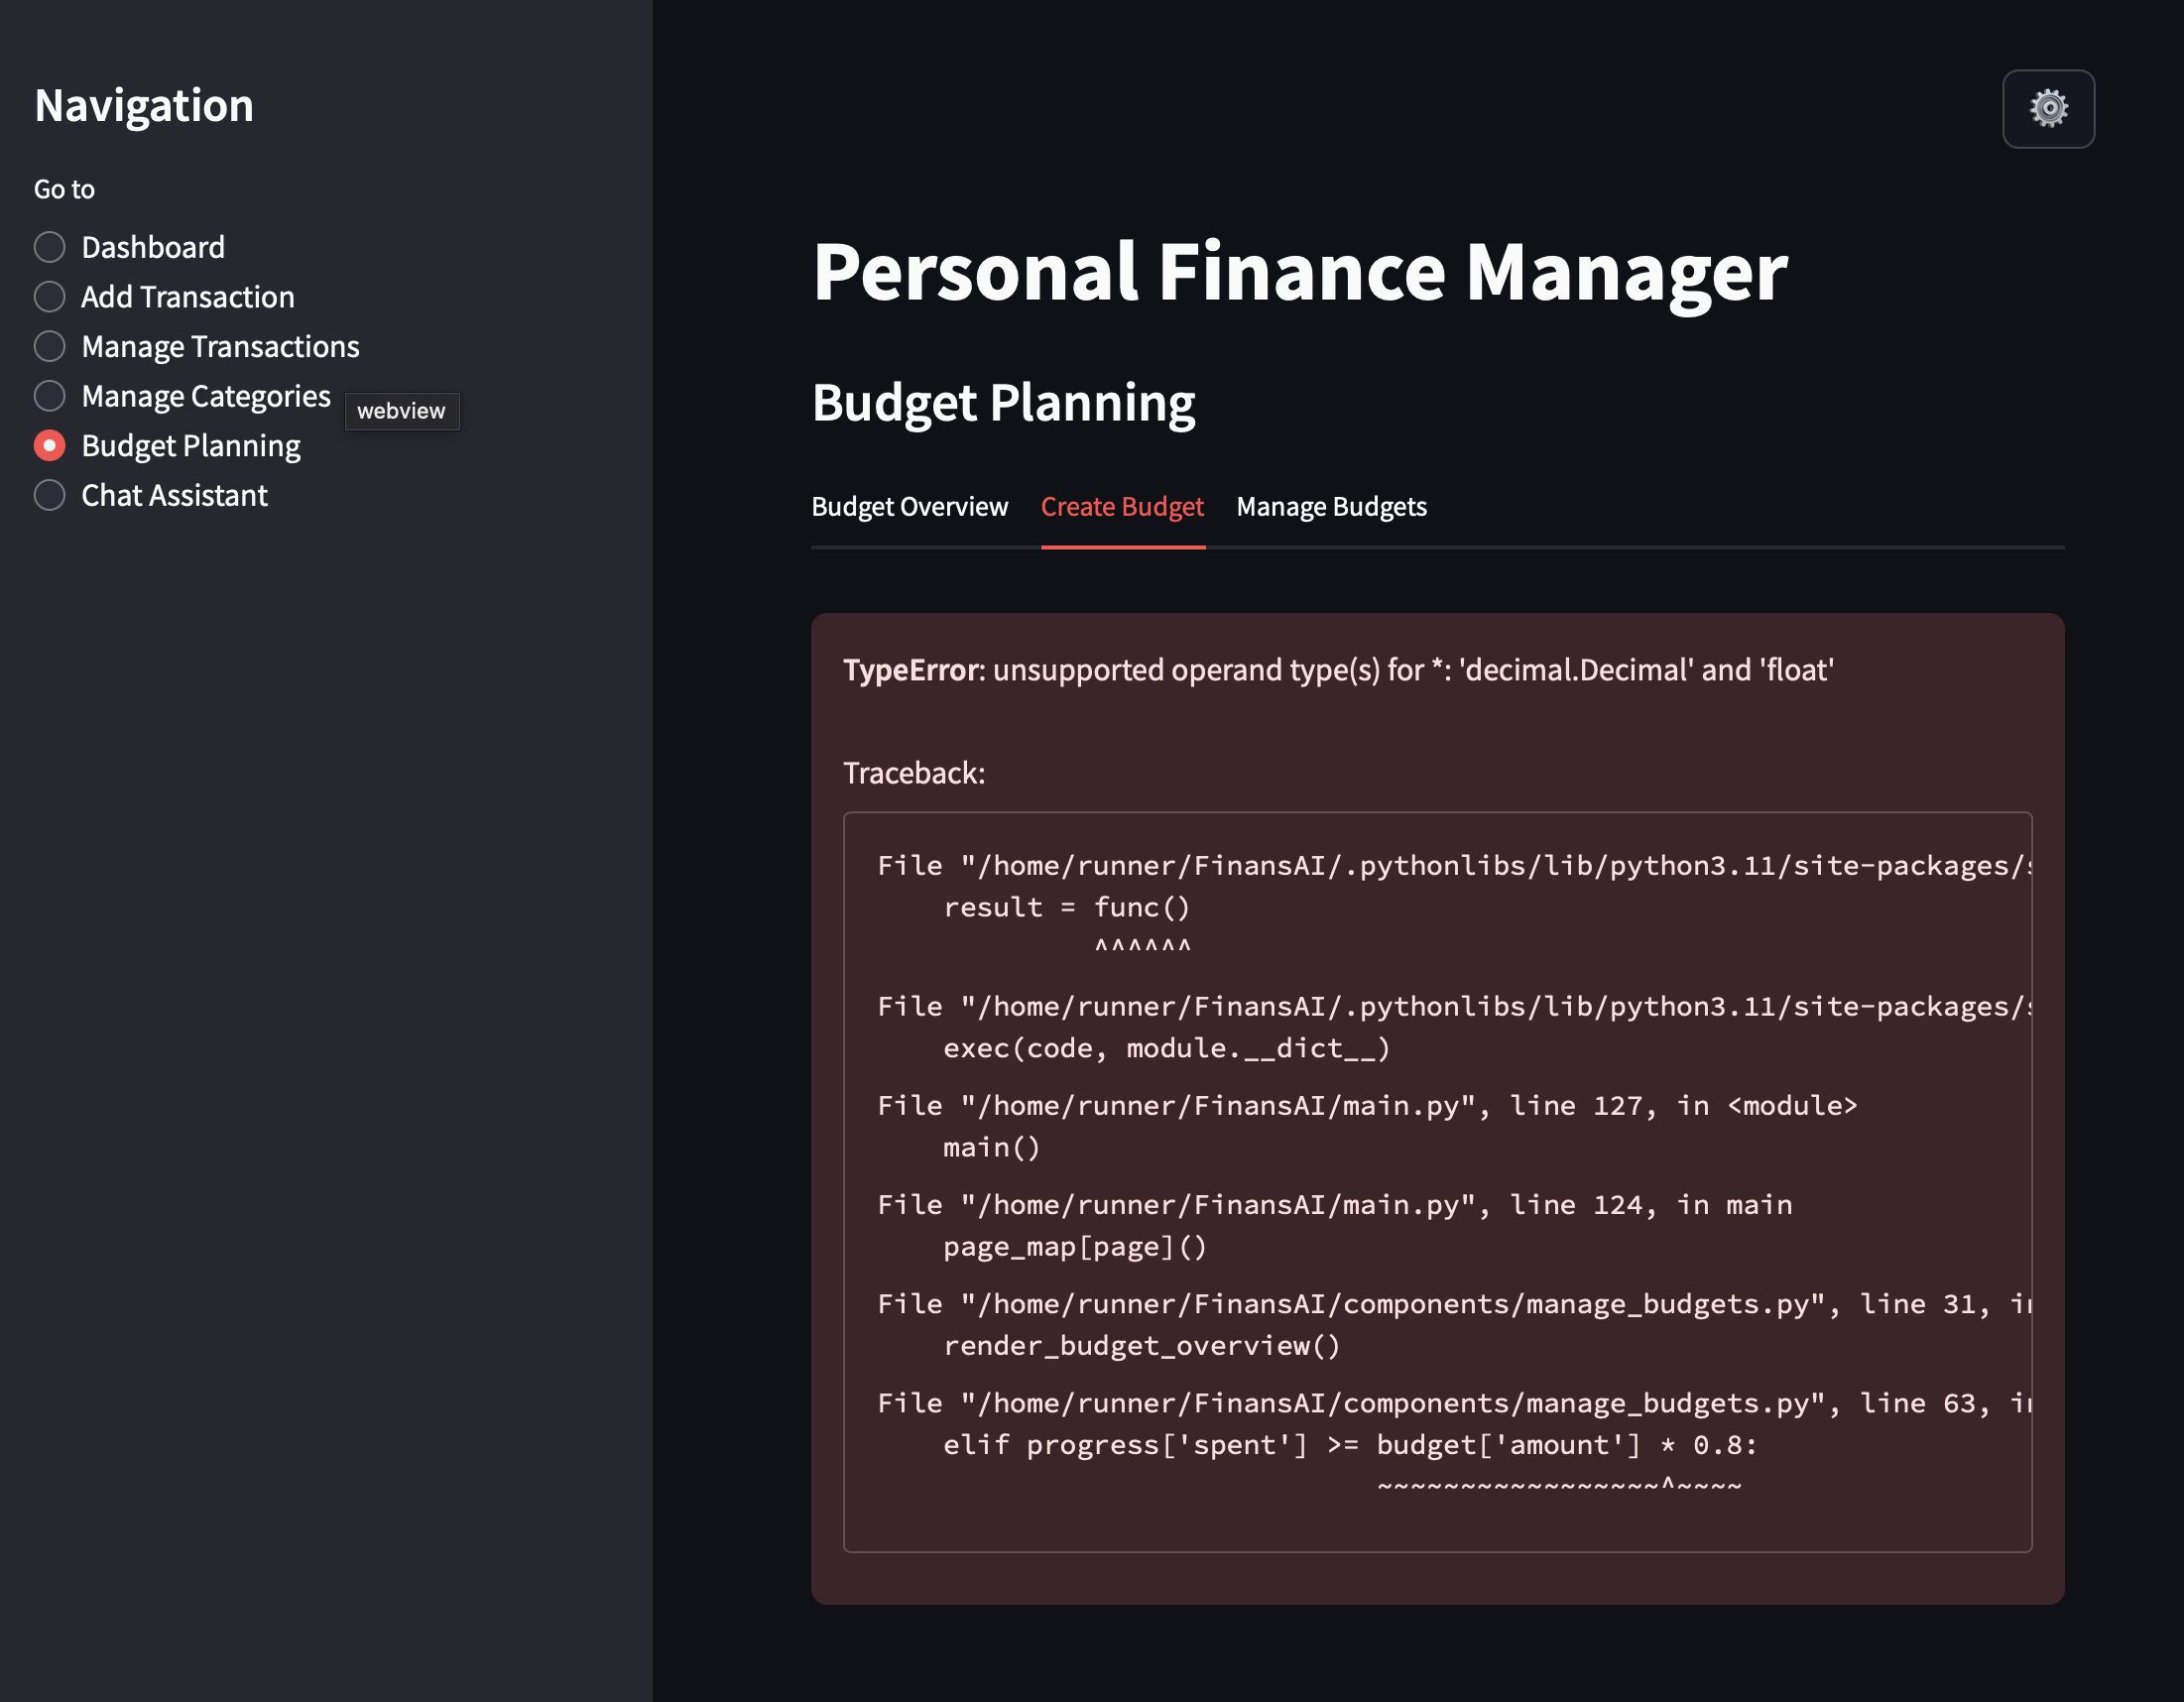 Navigation
Go to
Dashboard
Add Transaction
Manage Transactions
Manage Categories
webview
Budget Planning
Chat Assistant
Personal Finance Manager
Budget Planning
Budget Overview Create Budget Manage Budgets
TypeError: unsupported operand type(s) for *: 'decimal.Decimal' and 'float'
Traceback:
File "/home/runner/FinansAI/.pythonlibs/lib/python3.11/site-packages/
result = func()
^^^^^^
File "/home/runner/FinansAI/.pythonlibs/lib/python3.11/site-packages/
exec(code, module.__dict__)
File "/home/runner/FinansAI/main.py", line 127, in <module>
main()
File "/home/runner/FinansAI/main.py", line 124, in main
page_map[page]()
File "/home/runner/FinansAI/components/manage_budgets.py", line 31,
render_budget_overview()
File "/home/runner/FinansAI/components/manage_budgets.py", line 63,
elif progress['spent'] >= budget['amount'] * 0.8:
~~~~~~~~~~~~~~~~~^~~~~